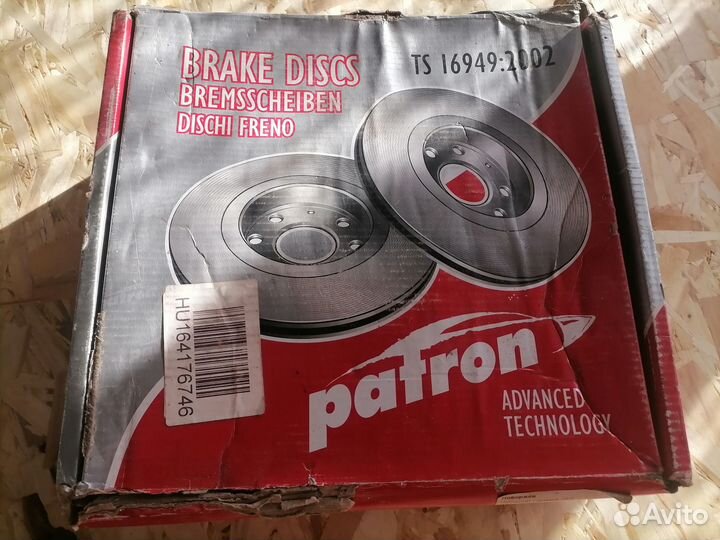 BRAKE DISCS
BREMSSCHEIBEN
DISCHI FRENO
TS 16949:2002
HU164176746
patron
ADVANCED
TECHNOLOGY
Avito